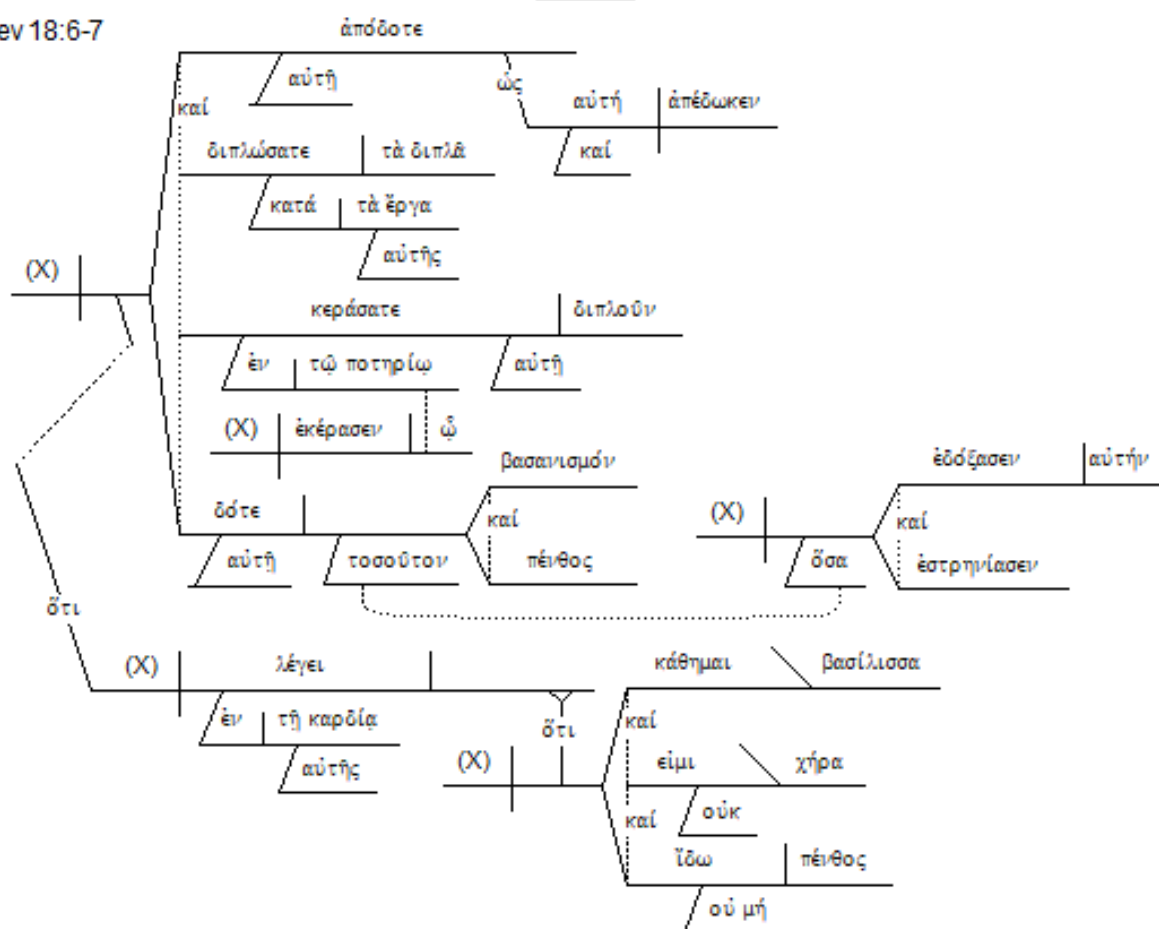 ev 18:6-7
ἀπόδοτε
αὐτῇ
ὡς
αὐτή ἀπέδωκεν
καί
καί
διπλώσατε τὰ διπλᾶ
κατά τὰ ἔργα
αὐτῆς
(X)
κεράσατε διπλοῦν
ἐν τῷ ποτηρίῳ αὐτῇ
(X) ἐκέρασεν ᾧ
βασανισμόν
ἐδόξασεν αὐτήν
δότε καί (X) καί
αὐτῇ τοσοῦτον πένθος ὅσα ἐστρηνίασεν
ὅτι
(X) λέγει κάθημαι βασίλισσα
ἐν τῇ καρδίᾳ ὅτι καί
αὐτῆς (X) εἰμι χήρα
καί οὐκ
ἴδω πένθος
οὐ μή